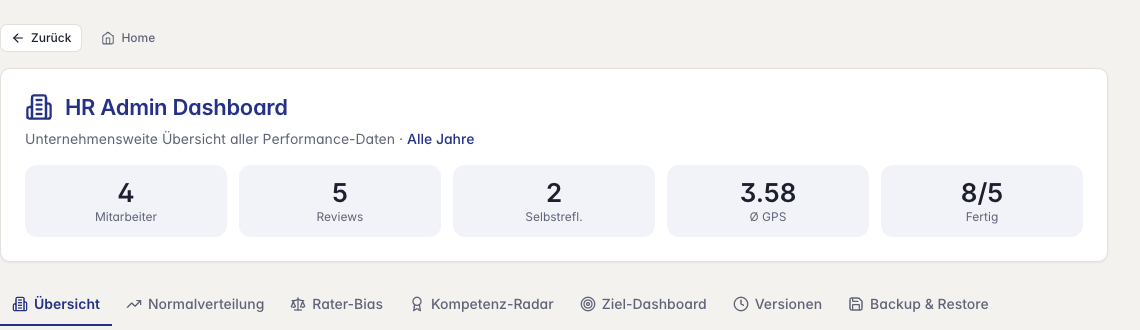 Zurück Home
HR Admin Dashboard
Unternehmensweite Übersicht aller Performance-Daten · Alle Jahre
4 5 2 3.58 8/5
Mitarbeiter Reviews Selbstrefl. Ø GPS Fertig
Übersicht Normalverteilung Rater-Bias Kompetenz-Radar Ziel-Dashboard Versionen Backup & Restore